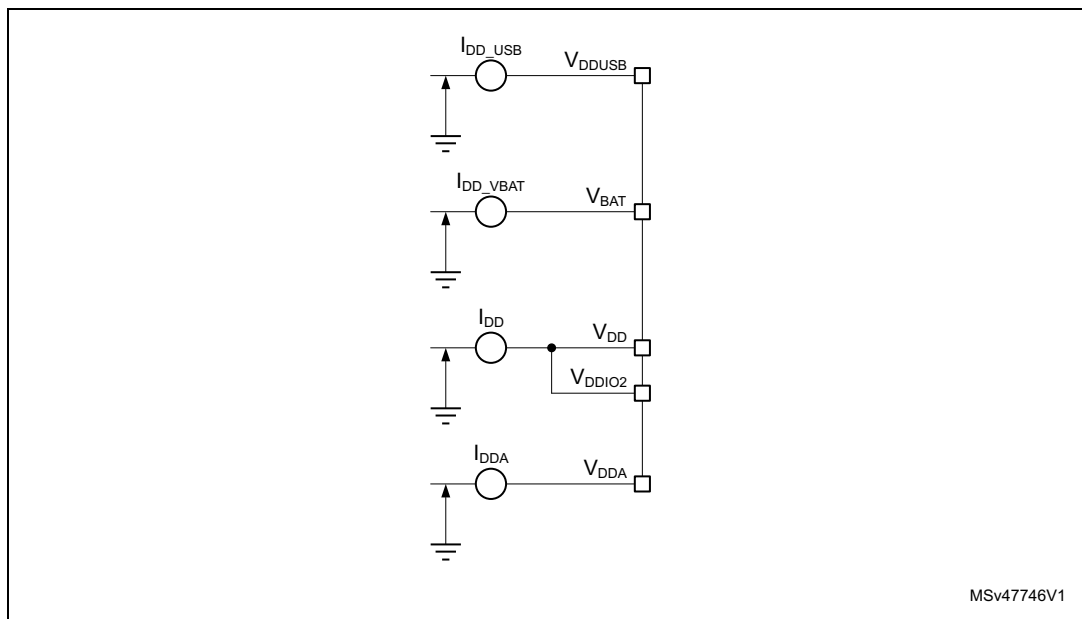 IDD_USB
VDDUSB
IDD_VBAT
VBAT
IDD
VDD
VDDIO2
IDDA
VDDA
MSv47746V1